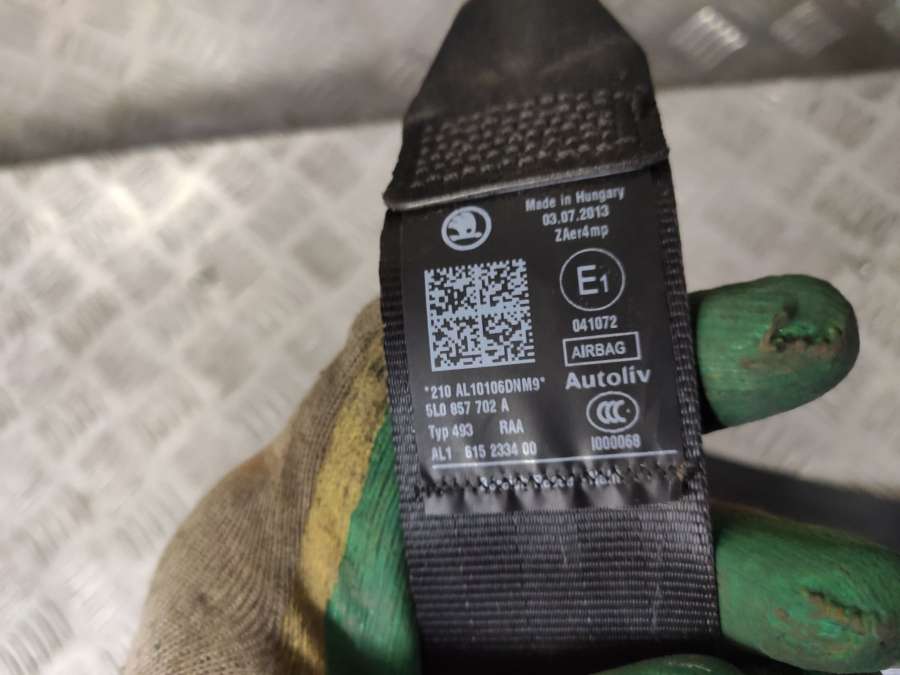 Made in Hungary
03.07.2013
ZAer4mp
E1
041072
AIRBAG
Autoliv
*210 AL10106DNM9*
5L0 857 702 A
Typ 493 RAA
AL1 615 2334 00
CCC
I000068